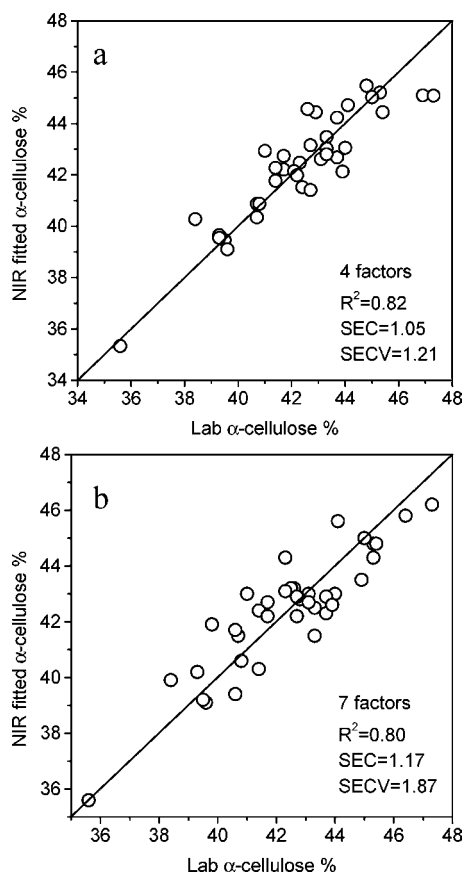 a
48
46
44
42
40
38
36
34
NIR fitted α-cellulose %
4 factors
R²=0.82
SEC=1.05
SECV=1.21
34 36 38 40 42 44 46 48
Lab α-cellulose %
b
48
46
44
42
40
38
36
NIR fitted α-cellulose %
7 factors
R²=0.80
SEC=1.17
SECV=1.87
36 38 40 42 44 46 48
Lab α-cellulose %